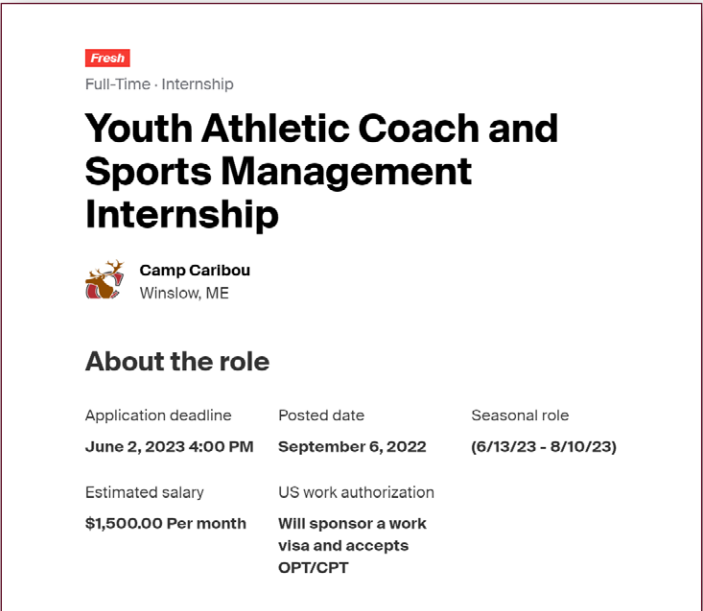 Fresh
Full-Time · Internship
Youth Athletic Coach and
Sports Management
Internship
Camp Caribou
Winslow, ME
About the role
Application deadline
June 2, 2023 4:00 PM
Posted date
September 6, 2022
Seasonal role
(6/13/23 - 8/10/23)
Estimated salary
$1,500.00 Per month
US work authorization
Will sponsor a work
visa and accepts
OPT/CPT